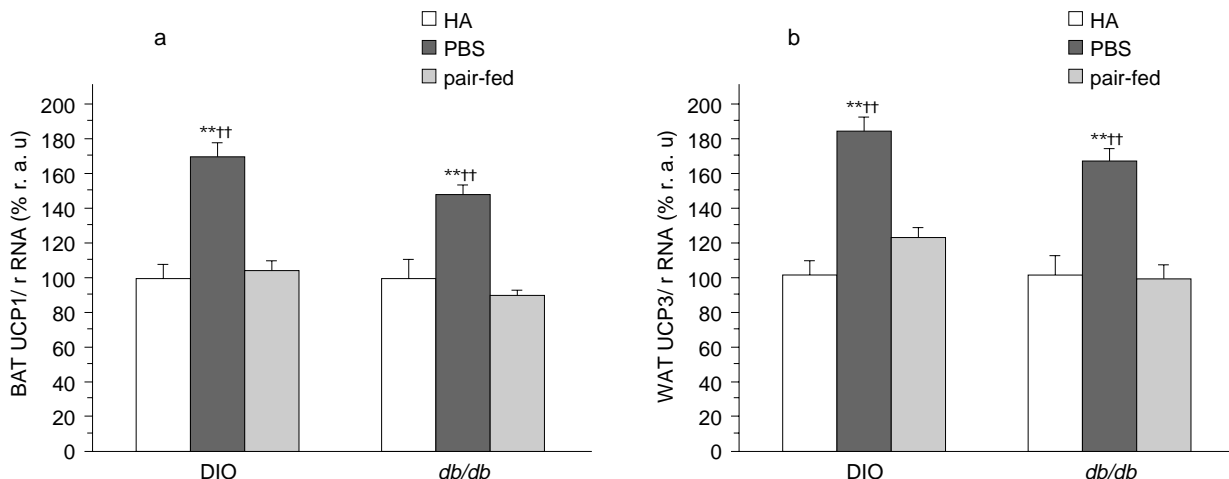 a
HA
PBS
pair-fed
BAT UCP1/ r RNA (% r. a. u)
200
180
160
140
120
100
80
60
40
20
0
**††
**††
DIO
db/db
b
HA
PBS
pair-fed
WAT UCP3/ r RNA (% r. a. u)
200
180
160
140
120
100
80
60
40
20
0
**††
**††
DIO
db/db